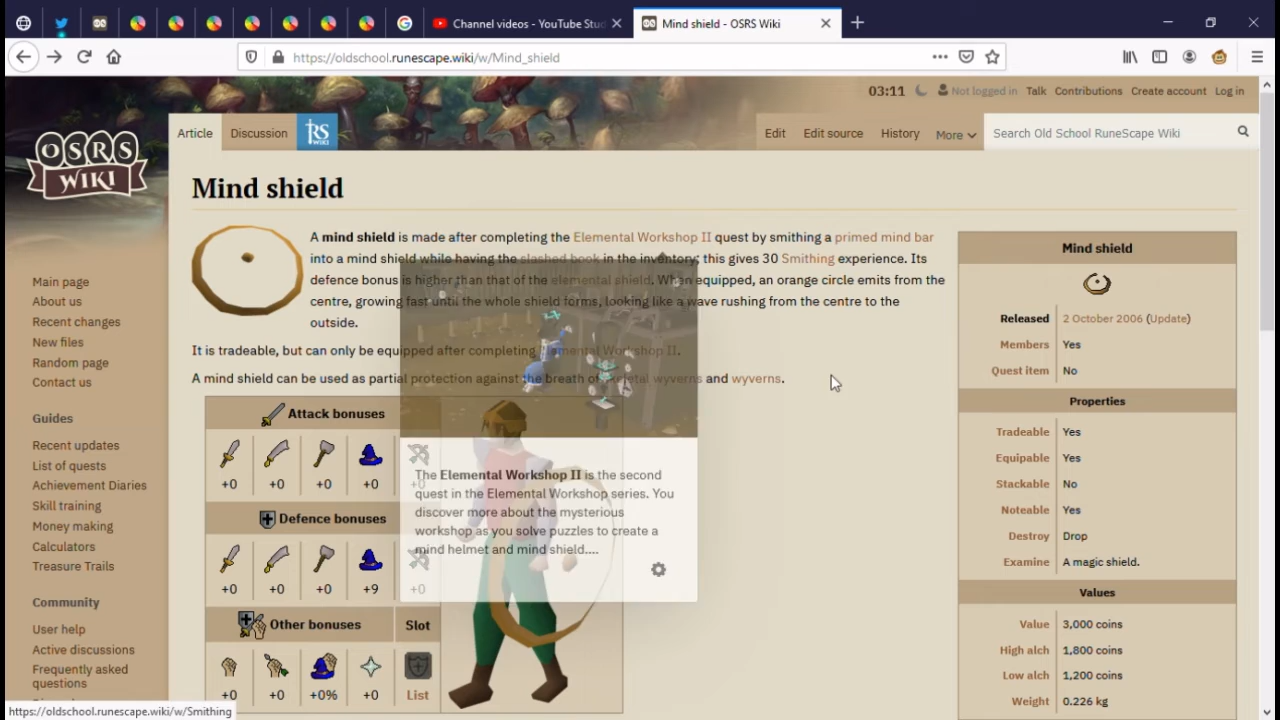 Channel videos - YouTube Stud
Mind shield - OSRS Wiki
https://oldschool.runescape.wiki/w/Mind_shield
03:11 Not logged in Talk Contributions Create account Log in
OSRS
WIKI
Article Discussion RS WIKI Edit Edit source History More Search Old School RuneScape Wiki
Mind shield
A mind shield is made after completing the Elemental Workshop II quest by smithing a primed mind bar
into a mind shield while having the slashed book in the inventory; this gives 30 Smithing experience. Its
defence bonus is higher than that of the elemental shield. When equipped, an orange circle emits from the
centre, growing fast until the whole shield forms, looking like a wave rushing from the centre to the
outside.
It is tradeable, but can only be equipped after completing Elemental Workshop II.
A mind shield can be used as partial protection against the breath of skeletal wyverns and wyverns.
Attack bonuses
+0 +0 +0 +0 +0
Defence bonuses
+0 +0 +0 +9 +0
Other bonuses Slot
+0 +0 +0% +0 List
The Elemental Workshop II is the second
quest in the Elemental Workshop series. You
discover more about the mysterious
workshop as you solve puzzles to create a
mind helmet and mind shield....
Mind shield
Released 2 October 2006 (Update)
Members Yes
Quest item No
Properties
Tradeable Yes
Equipable Yes
Stackable No
Noteable Yes
Destroy Drop
Examine A magic shield.
Values
Value 3,000 coins
High alch 1,800 coins
Low alch 1,200 coins
Weight 0.226 kg
Main page
About us
Recent changes
New files
Random page
Contact us
Guides
Recent updates
List of quests
Achievement Diaries
Skill training
Money making
Calculators
Treasure Trails
Community
User help
Active discussions
Frequently asked
questions
https://oldschool.runescape.wiki/w/Smithing